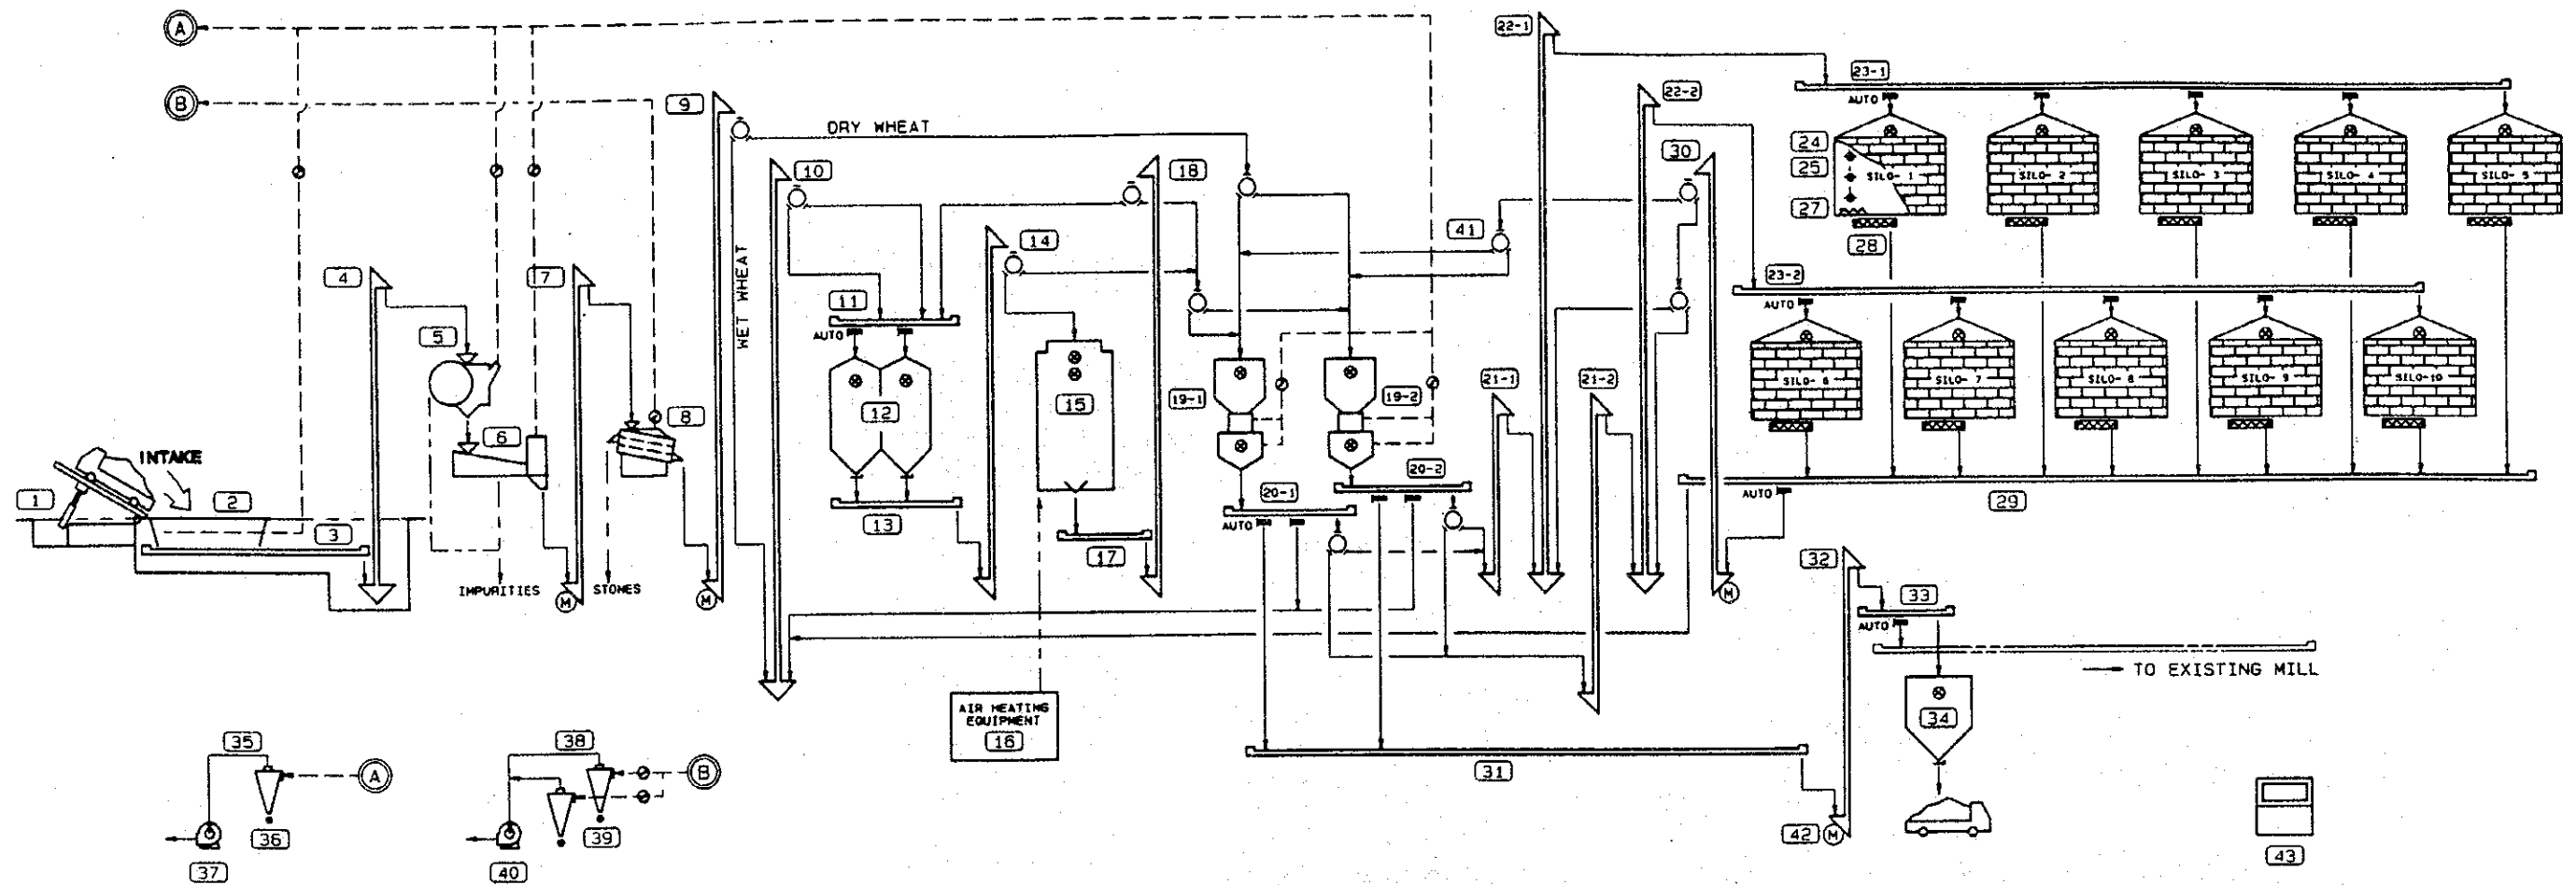 A
B
9
DRY WHEAT
WET WHEAT
22-1
22-2
23-1
AUTO
24
25
27
28
SILO- 1
SILO- 2
SILO- 3
SILO- 4
SILO- 5
30
10
18
41
14
4
7
11
AUTO
23-2
AUTO
SILO- 6
SILO- 7
SILO- 8
SILO- 9
SILO-10
5
6
8
12
15
19-1
19-2
21-1
21-2
INTAKE
1
2
3
13
17
20-1
20-2
AUTO
AUTO
29
IMPURITIES
M
STONES
M
M
32
33
AUTO
TO EXISTING MILL
AIR HEATING
EQUIPMENT
16
34
31
35
A
36
37
38
B
39
40
42
M
43